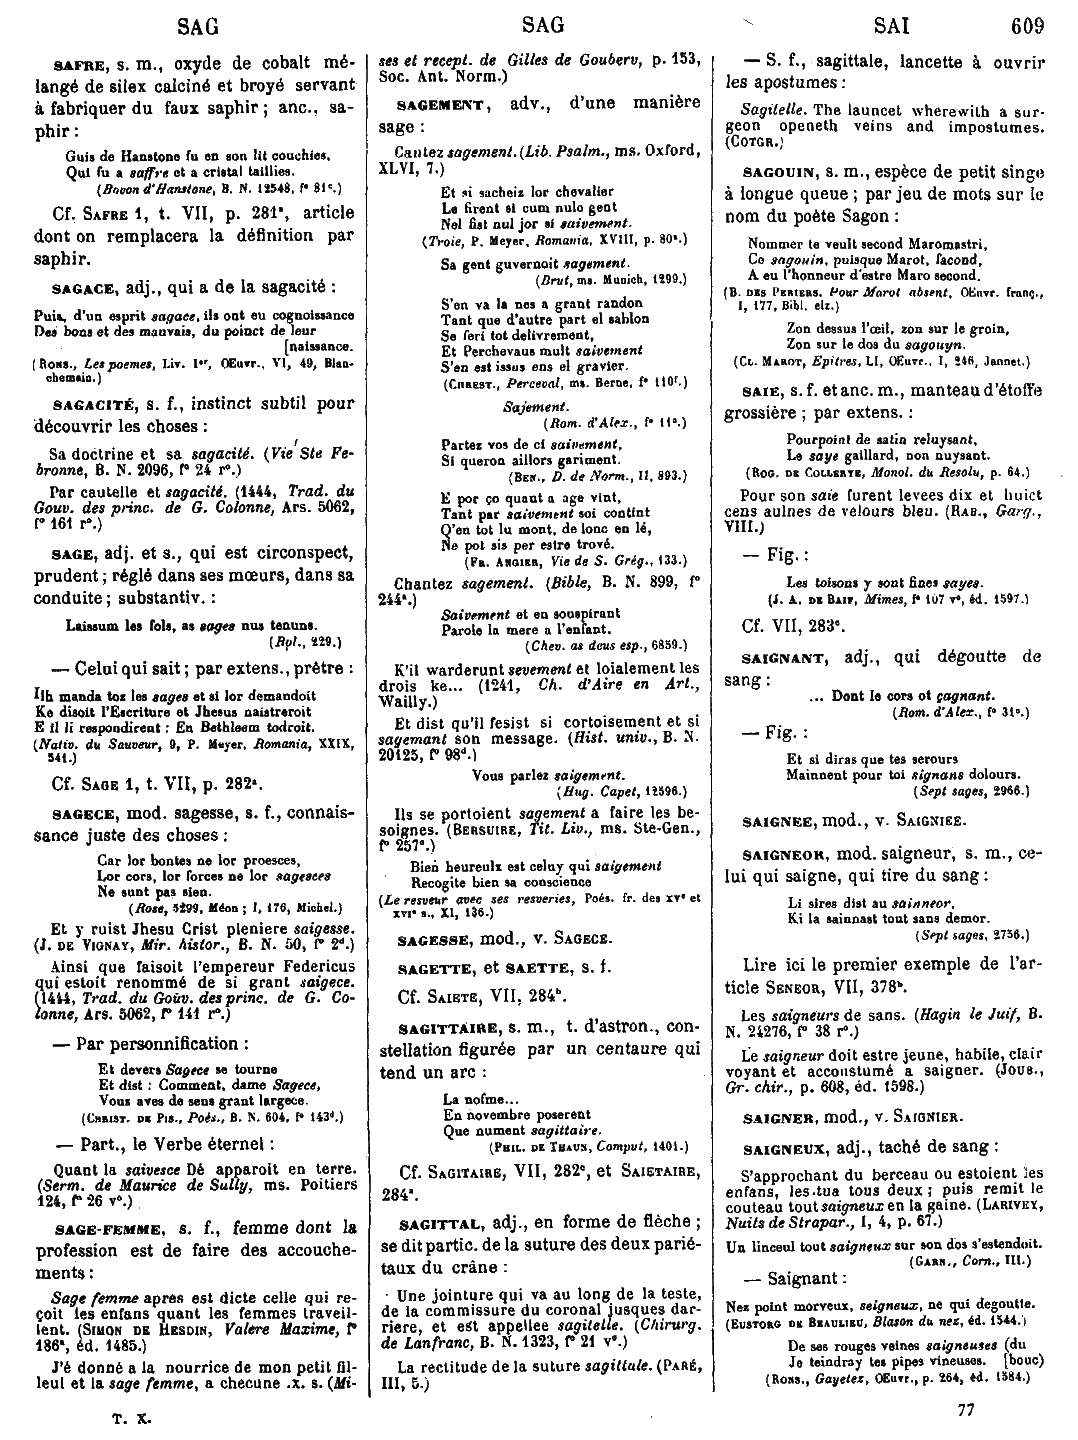 SAG
SAG
SAI
609
SAFRE, s. m., oxyde de cobalt mé-
langé de silex calciné et broyé servant
à fabriquer du faux saphir ; anc., sa-
phir :
Guis de Hanstone fu en son lit couchies,
Qui fu a saffre et a cristal taillies.
(Bovon d'Hanstone, B. N. 12548, f° 81c.)
Cf. SAFRE 1, t. VII, p. 281a, article
dont on remplacera la définition par
saphir.
SAGACE, adj., qui a de la sagacité :
Puis, d'un esprit sagace, ils ont eu cognoissance
Des bons et des mauvais, du poinct de leur
[naissance.
(RONS., Les poemes, Liv. Ier, OEuvr., VI, 49, Blan-
chemain.)
SAGACITÉ, s. f., instinct subtil pour
découvrir les choses :
Sa doctrine et sa sagacité. (Vie Ste Fe-
bronne, B. N. 2096, f° 24 r°.)
Par cautelle et sagacité. (1444, Trad. du
Gouv. des princ. de G. Colonne, Ars. 5062,
f° 161 r°.)
SAGE, adj. et s., qui est circonspect,
prudent ; réglé dans ses mœurs, dans sa
conduite ; substantiv. :
Laissum les fols, as sages nus tenuns.
(Rol., 229.)
— Celui qui sait ; par extens., prêtre :
Ilh manda toz les sages et si lor demandoit
Ke disoit l'Escriture et Jhesus naistreroit
E il li respondirent : En Bethleem todroit.
(Nativ. du Sauveur, 9, P. Meyer, Romania, XXIX,
541.)
Cf. SAGE 1, t. VII, p. 282a.
SAGECE, mod. sagesse, s. f., connais-
sance juste des choses :
Car lor bontes ne lor proesces,
Lor cors, lor forces ne lor sagesces
Ne sunt pas sien.
(Rose, 5299, Méon ; I, 176, Michel.)
Et y ruist Jhesu Crist pleniere saigesse.
(J. DE VIGNAY, Mir. histor., B. N. 50, f° 2d.)
Ainsi que faisoit l'empereur Federicus
qui estoit renommé de si grant saigece.
(1444, Trad. du Gouv. des princ. de G. Co-
lonne, Ars. 5062, f° 141 r°.)
— Par personnification :
Et devers Sagece se tourne
Et dist : Comment, dame Sagece,
Vous aves de sens grant largece.
(CHRIST. DE PIS., Poés., B. N. 604, f° 143d.)
— Part., le Verbe éternel :
Quant la saivesce Dé apparoit en terre.
(Serm. de Maurice de Sully, ms. Poitiers
124, f° 26 v°.)
SAGE-FEMME, s. f., femme dont la
profession est de faire des accouche-
ments :
Sage femme apres est dicte celle qui re-
çoit les enfans quant les femmes traveil-
lent. (SIMON DE HESDIN, Valere Maxime, f°
186a, éd. 1485.)
J'é donné a la nourrice de mon petit fil-
leul et la sage femme, a checune .x. s. (Mi-
T. X.
ses et recept. de Gilles de Gouberv, p. 153,
Soc. Ant. Norm.)
SAGEMENT, adv., d'une manière
sage :
Cantez sagement. (Lib. Psalm., ms. Oxford,
XLVI, 7.)
Et si sacheiz lor chevalier
Le firent si cum nulo gent
Nel fist nul jor si saivement.
(Troie, P. Meyer, Romania, XVIII, p. 80a.)
Sa gent guvernoit sagement.
(Brut, ms. Munich, 1299.)
S'en va la nes a grant randon
Tant que d'autre part el sablon
Se feri tot delivrement,
Et Perchevaus mult saivement
S'en est issus ens el gravier.
(CHREST., Perceval, ms. Berne, f° 110f.)
Sajement.
(Rom. d'Alex., f° 11a.)
Partez vos de ci saivement,
Si queron aillors gariment.
(BEN., D. de Norm., II, 893.)
E por ço quant a age vint,
Tant par saivement soi contint
Q'en tot lu mont, de lonc en lé,
Ne pot sis per estre trové.
(FR. ANGIER, Vie de S. Grég., 133.)
Chantez sagement. (Bible, B. N. 899, f°
244a.)
Saivement et en souspirant
Parole la mere a l'enfant.
(Chev. as deus esp., 6859.)
K'il warderunt sevement et loialement les
drois ke... (1241, Ch. d'Aire en Art.,
Wailly.)
Et dist qu'il fesist si cortoisement et si
sagemant son message. (Hist. univ., B. N.
20125, f° 98d.)
Vous parlez saigement.
(Hug. Capet, 12596.)
Ils se portoient sagement a faire les be-
soignes. (BERSUIRE, Tit. Liv., ms. Ste-Gen.,
f° 257a.)
Bien heureulx est celuy qui saigement
Recogite bien sa conscience
(Le resveur avec ses resveries, Poés. fr. des XVe et
XVIe s., XI, 136.)
SAGESSE, mod., v. SAGECE.
SAGETTE, et SAETTE, s. f.
Cf. SAIETE, VII, 284b.
SAGITTAIRE, s. m., t. d'astron., con-
stellation figurée par un centaure qui
tend un arc :
La nofme...
En novembre poserent
Que nument sagittaire.
(PHIL. DE THAUN, Comput, 1401.)
Cf. SAGITAIRE, VII, 282c, et SAIETAIRE,
284a.
SAGITTAL, adj., en forme de flèche ;
se dit partic. de la suture des deux parié-
taux du crâne :
Une jointure qui va au long de la teste,
de la commissure du coronal jusques dar-
riere, et est appellee sagitelle. (Chirurg.
de Lanfranc, B. N. 1323, f° 21 v°.)
La rectitude de la suture sagittale. (PARÉ,
III, 5.)
— S. f., sagittale, lancette à ouvrir
les apostumes :
Sagitelle. The launcet wherewith a sur-
geon openeth veins and impostumes.
(COTGR.)
SAGOUIN, s. m., espèce de petit singe
à longue queue ; par jeu de mots sur le
nom du poète Sagon :
Nommer te veult second Maromastri,
Ce sagouin, puisque Marot, facond,
A eu l'honneur d'estre Maro second.
(B. DES PERIERS, Pour Marot absent, OEuvr. franç.,
I, 177, Bibl. elz.)
Zon dessus l'œil, zon sur le groin,
Zon sur le dos du sagouyn.
(CL. MAROT, Epitres, LI, OEuvr., I, 246, Jannet.)
SAIE, s. f. et anc. m., manteau d'étoffe
grossière ; par extens. :
Pourpoint de satin reluysant,
Le saye gaillard, non nuysant.
(ROG. DE COLLERYE, Monol. du Resolu, p. 64.)
Pour son saie furent levees dix et huict
cens aulnes de velours bleu. (RAB., Garg.,
VIII.)
— Fig. :
Les toisons y sont fines sayes.
(J. A. DE BAIF, Mimes, f° 107 v°, éd. 1597.)
Cf. VII, 283c.
SAIGNANT, adj., qui dégoutte de
sang :
... Dont le cors ot çagnant.
(Rom. d'Alex., f° 31c.)
— Fig. :
Et si diras que tes serours
Mainnent pour toi signans dolours.
(Sept sages, 2966.)
SAIGNEE, mod., v. SAIGNIEE.
SAIGNEOR, mod. saigneur, s. m., ce-
lui qui saigne, qui tire du sang :
Li sires dist au sainneor,
Ki la sainnast tout sans demor.
(Sept sages, 2736.)
Lire ici le premier exemple de l'ar-
ticle SENEOR, VII, 378b.
Les saigneurs de sans. (Hagin le Juif, B.
N. 24276, f° 38 r°.)
Le saigneur doit estre jeune, habile, clair
voyant et accoustumé a saigner. (JOUB.,
Gr. chir., p. 608, éd. 1598.)
SAIGNER, mod., v. SAIGNIER.
SAIGNEUX, adj., taché de sang :
S'approchant du berceau ou estoient les
enfans, les tua tous deux ; puis remit le
couteau tout saigneux en la gaine. (LARIVEY,
Nuits de Strapar., I, 4, p. 67.)
Un linceul tout saigneux sur son dos s'estendoit.
(GARN., Corn., III.)
— Saignant :
Nez point morveux, seigneux, ne qui degoutte.
(EUSTORG DE BEAULIEU, Blason du nez, éd. 1544.)
De ses rouges veines saigneuses (du
Je teindray tes pipes vineuses. [bouc)
(RONS., Gayetez, OEuvr., p. 264, éd. 1584.)
77